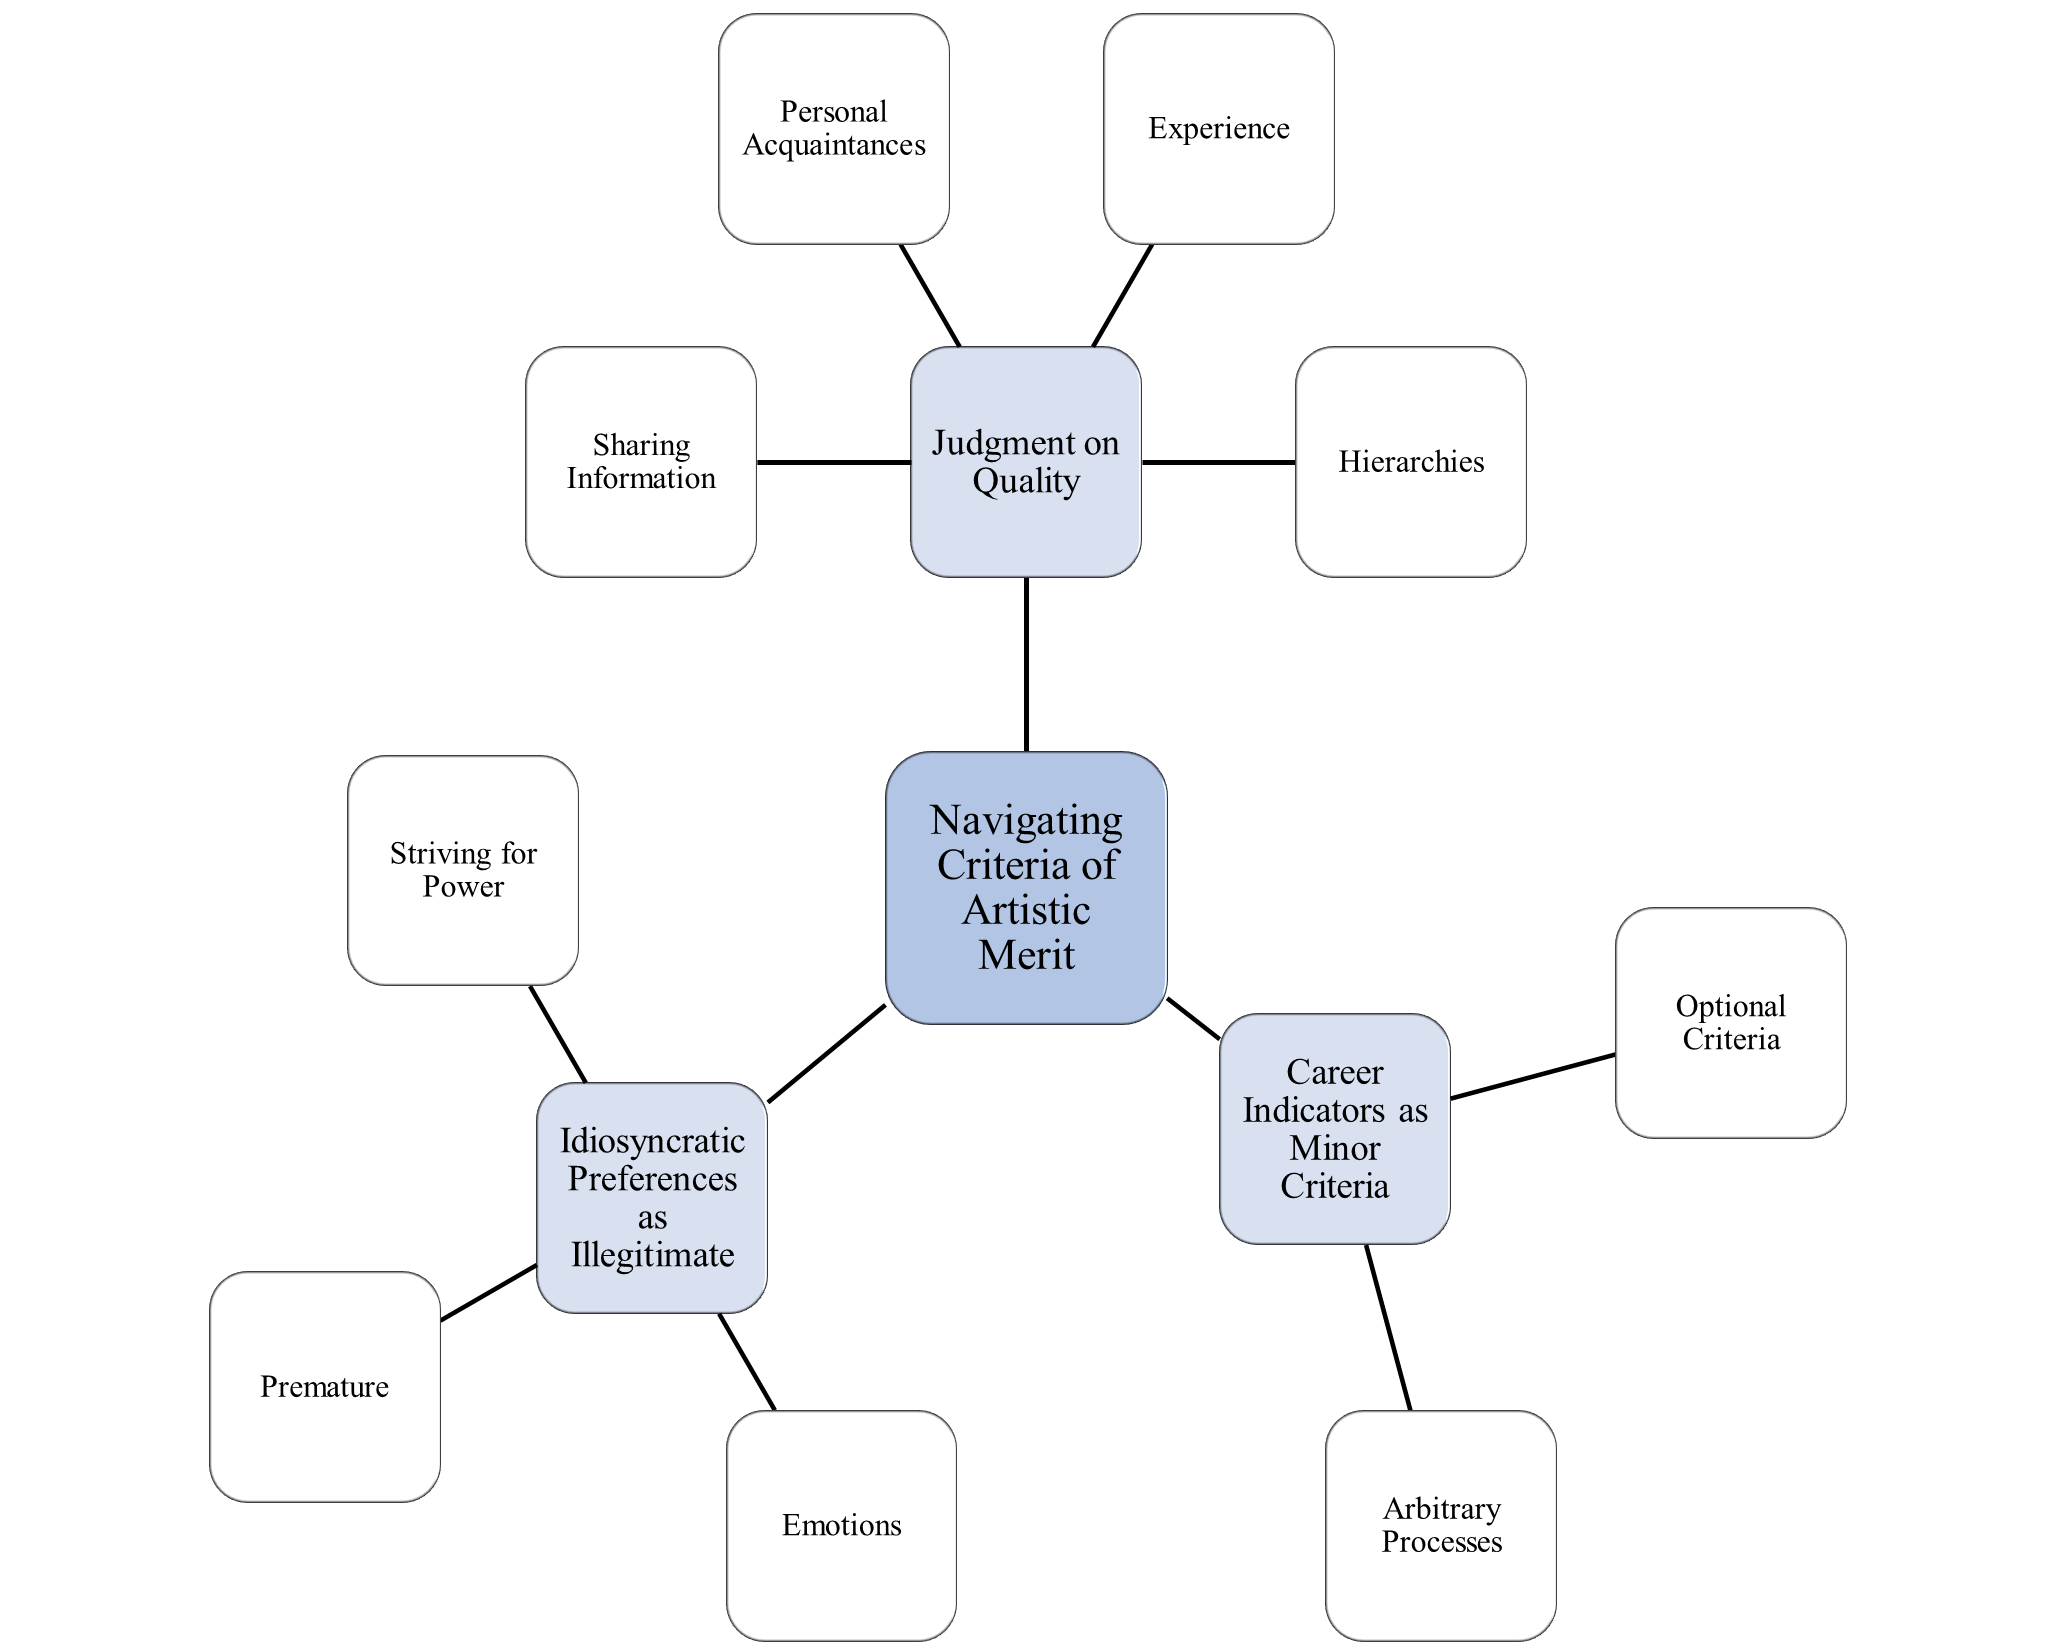 Personal
Acquaintances
Experience
Sharing
Information
Judgment on
Quality
Hierarchies
Navigating
Criteria of
Artistic
Merit
Striving for
Power
Optional
Criteria
Career
Indicators as
Minor
Criteria
Idiosyncratic
Preferences
as
Illegitimate
Premature
Emotions
Arbitrary
Processes